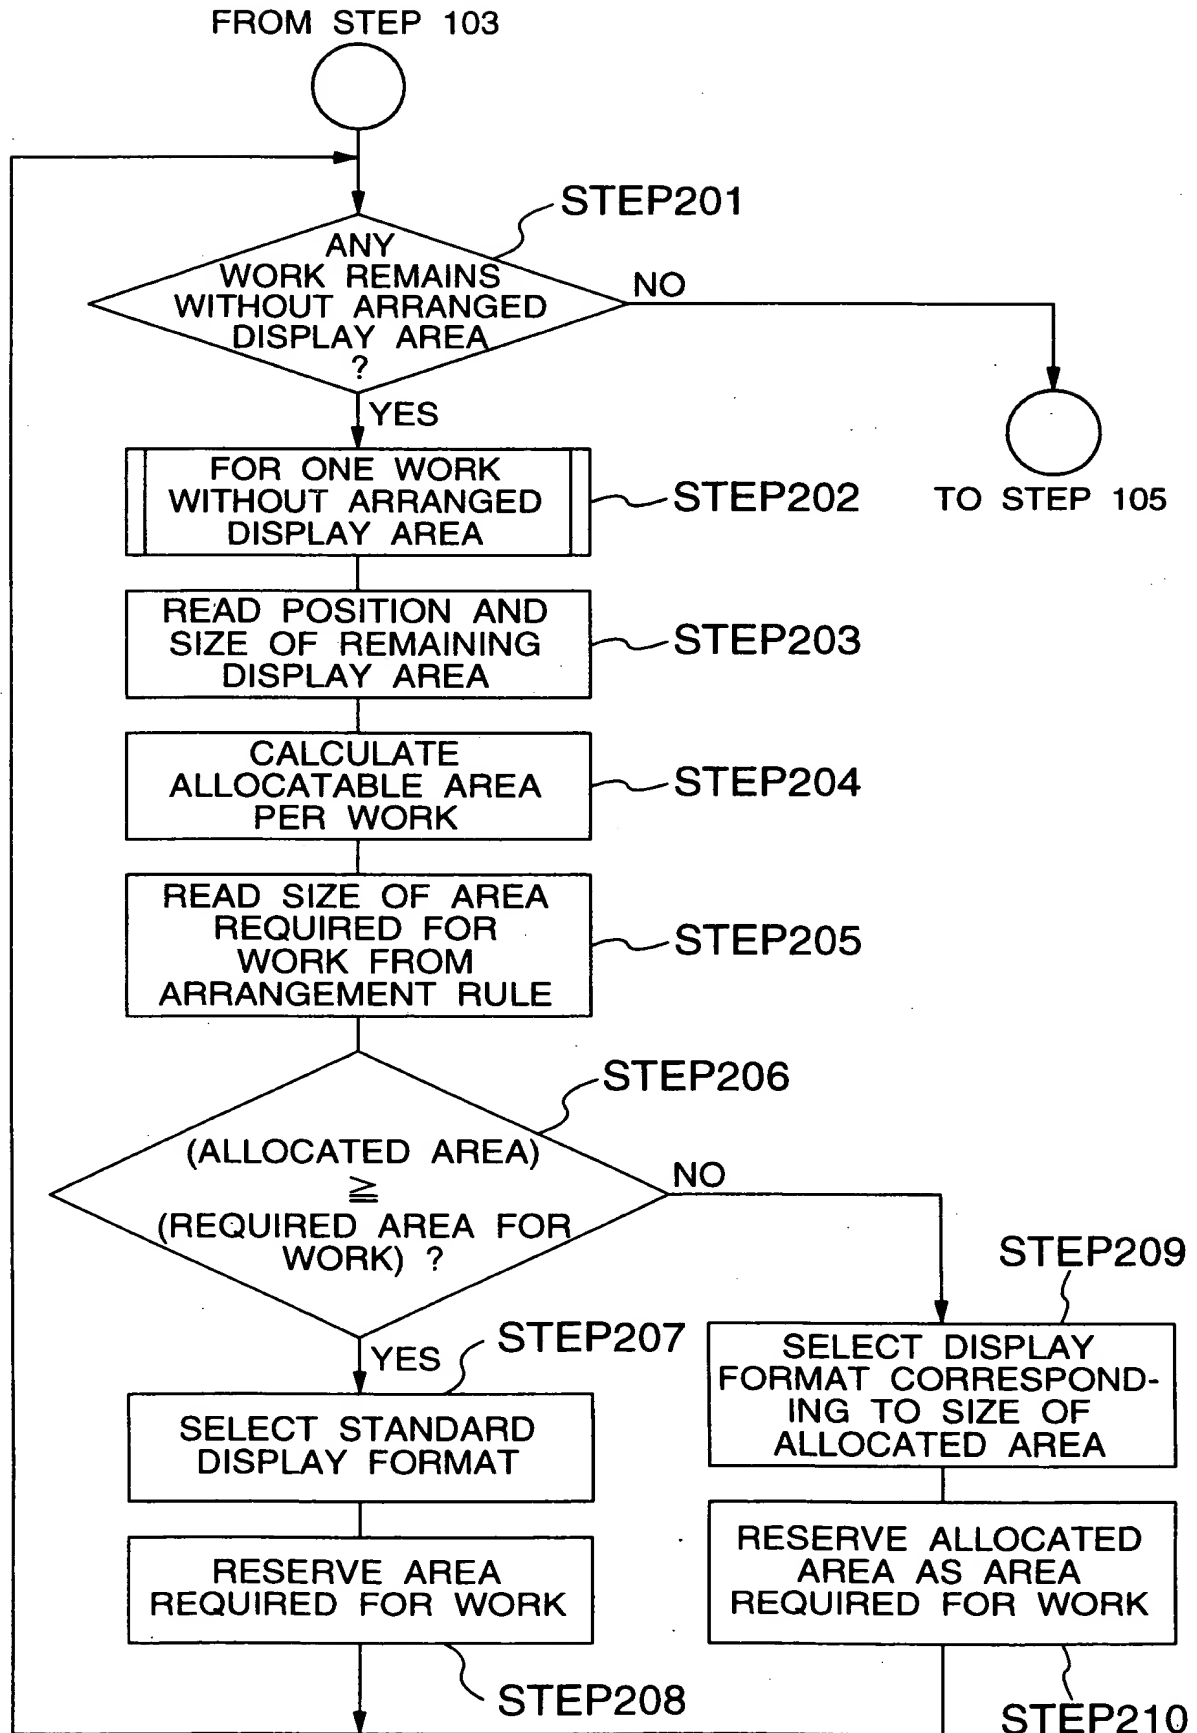 FROM STEP 103
STEP201
ANY
WORK REMAINS
WITHOUT ARRANGED
DISPLAY AREA
?
NO
YES
TO STEP 105
FOR ONE WORK
WITHOUT ARRANGED
DISPLAY AREA
STEP202
READ POSITION AND
SIZE OF REMAINING
DISPLAY AREA
STEP203
CALCULATE
ALLOCATABLE AREA
PER WORK
STEP204
READ SIZE OF AREA
REQUIRED FOR
WORK FROM
ARRANGEMENT RULE
STEP205
STEP206
(ALLOCATED AREA)
≧
(REQUIRED AREA FOR
WORK) ?
NO
YES
STEP207
SELECT STANDARD
DISPLAY FORMAT
RESERVE AREA
REQUIRED FOR WORK
STEP208
STEP209
SELECT DISPLAY
FORMAT CORRESPOND-
ING TO SIZE OF
ALLOCATED AREA
RESERVE ALLOCATED
AREA AS AREA
REQUIRED FOR WORK
STEP210